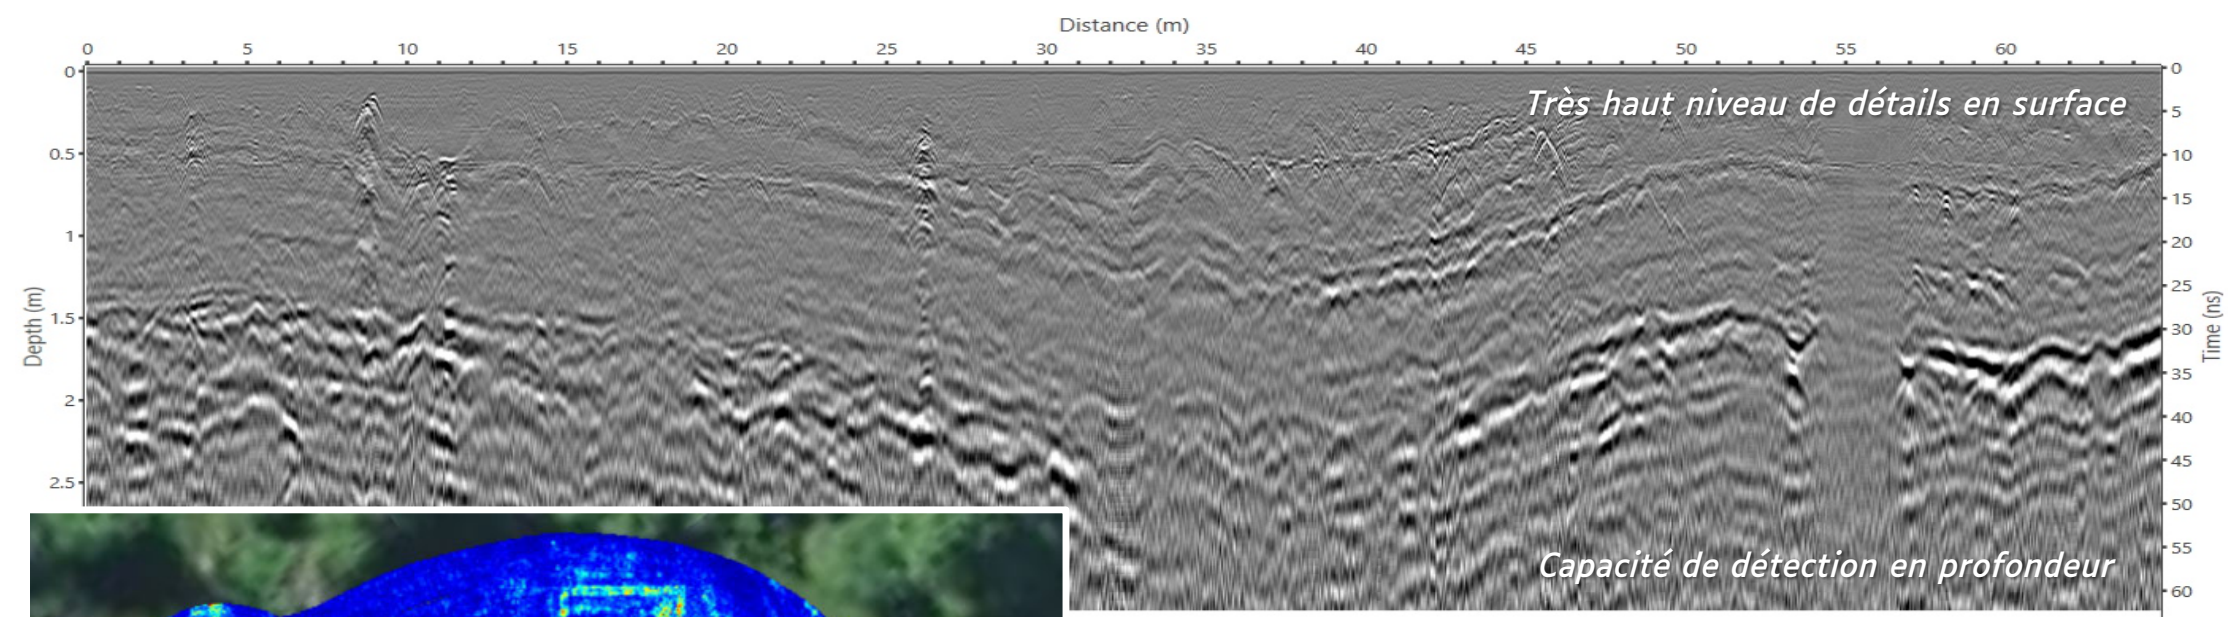 Distance (m)
0 5 10 15 20 25 30 35 40 45 50 55 60
0 0
Très haut niveau de détails en surface
5
0.5 10
15
1 20
25
Depth (m)
1.5 30
Time (ns)
35
2 40
45
2.5 50
55
Capacité de détection en profondeur
60